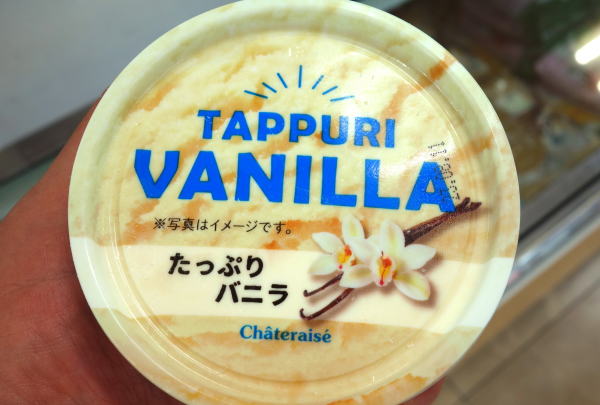 TAPPURI
VANILLA
※写真はイメージです。
たっぷり
バニラ
Châteraisé